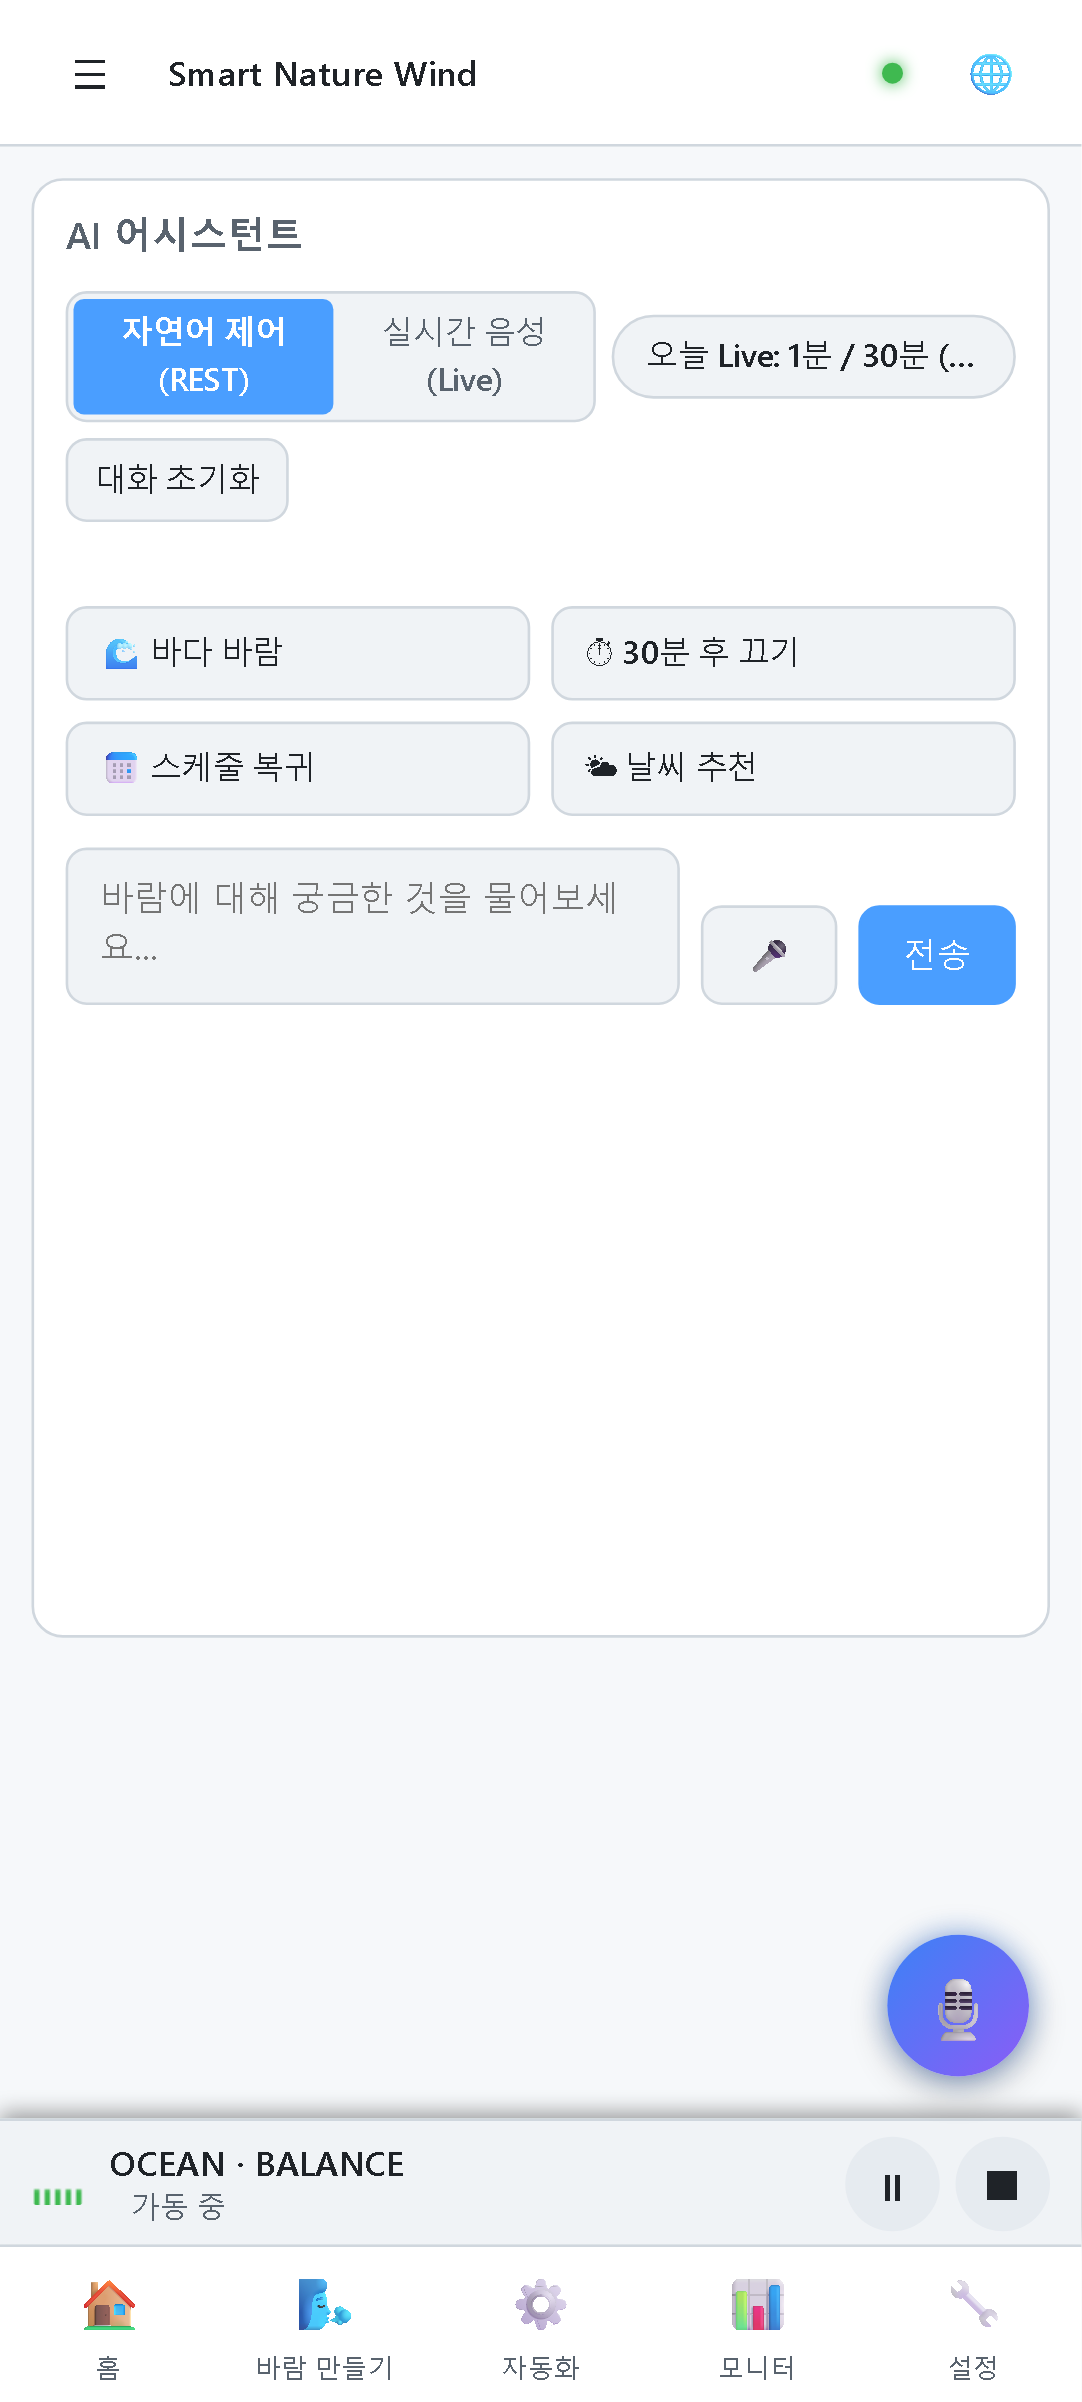 Smart Nature Wind
AI 어시스턴트
자연어 제어
(REST)
실시간 음성
(Live)
오늘 Live: 1분 / 30분 (...
대화 초기화
바다 바람
30분 후 끄기
스케줄 복귀
날씨 추천
바람에 대해 궁금한 것을 물어보세
요...
전송
OCEAN · BALANCE
가동 중
홈
바람 만들기
자동화
모니터
설정